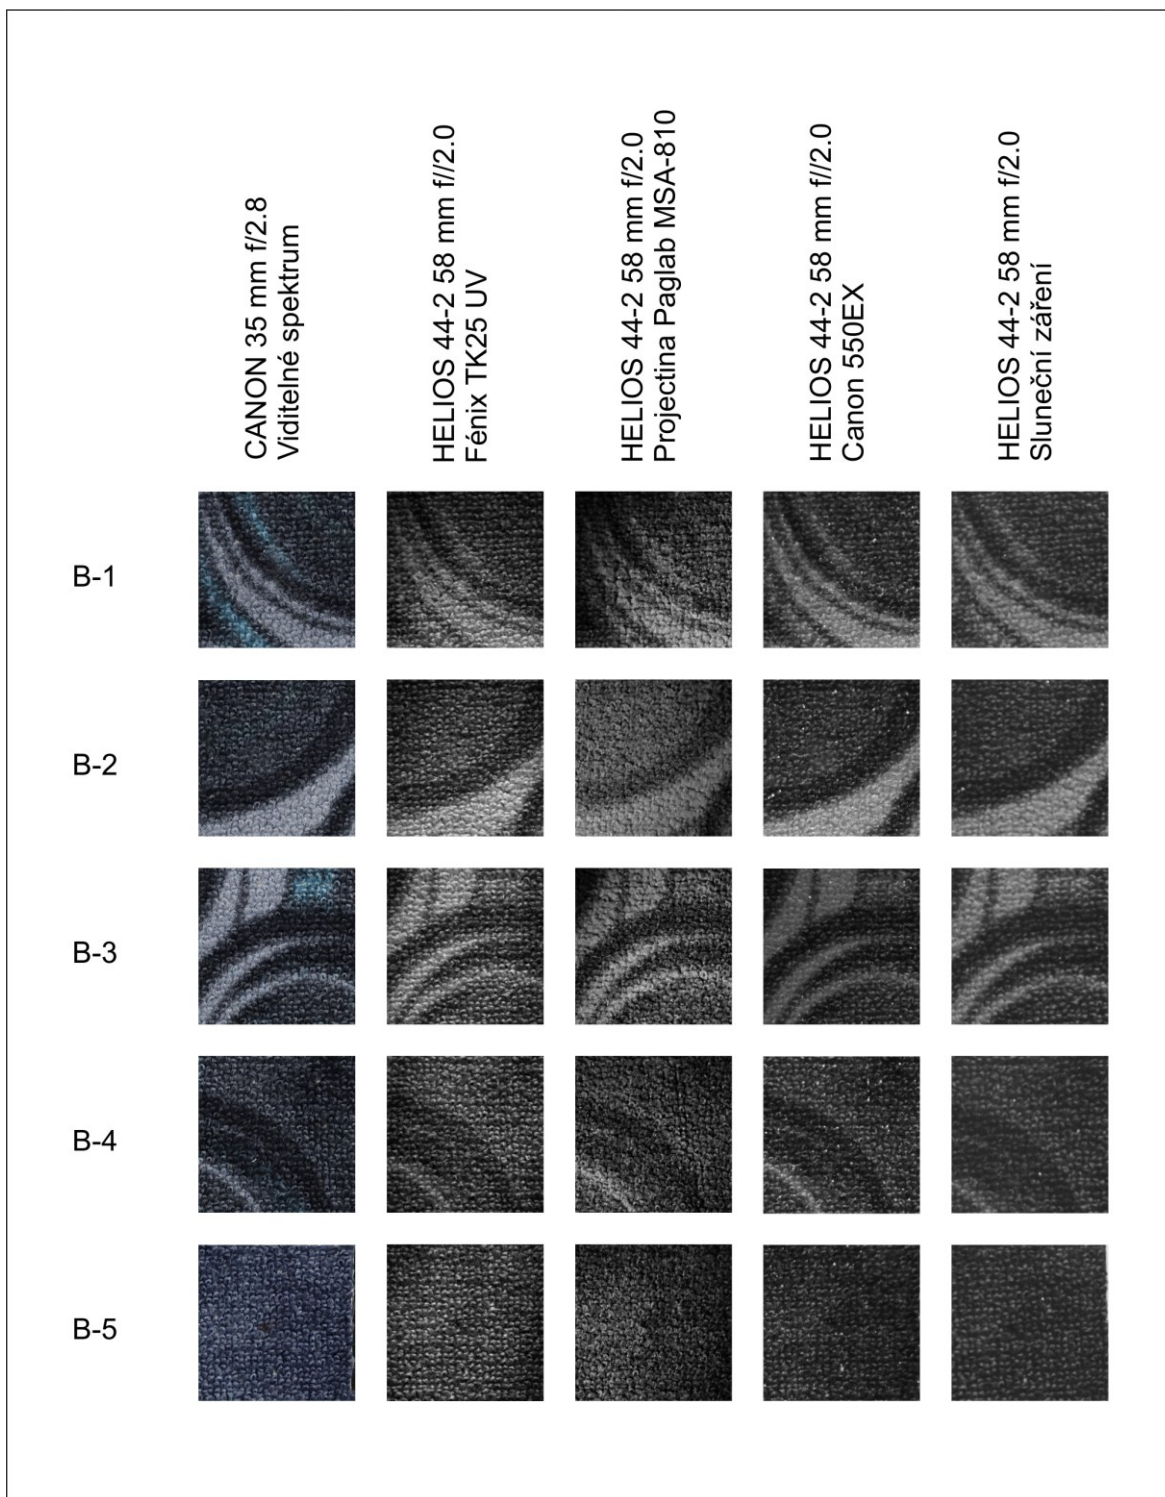 CANON 35 mm f/2.8
Viditelné spektrum
HELIOS 44-2 58 mm f//2.0
Fénix TK25 UV
HELIOS 44-2 58 mm f/2.0
Projectina Paglab MSA-810
HELIOS 44-2 58 mm f//2.0
Canon 550EX
HELIOS 44-2 58 mm f/2.0
Sluneční záření
B-1
B-2
B-3
B-4
B-5